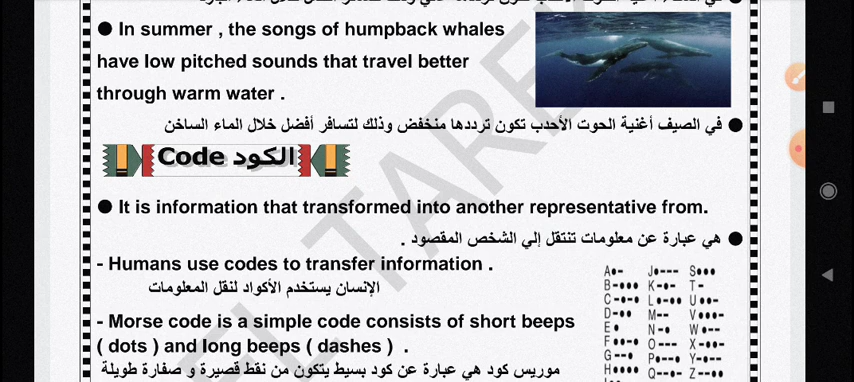 ● In summer , the songs of humpback whales
have low pitched sounds that travel better
through warm water .
● في الصيف أغنية الحوت الأحدب تكون ترددها منخفض وذلك لتسافر أفضل خلال الماء الساخن
Code الكود
● It is information that transformed into another representative from.
● هي عبارة عن معلومات تنتقل إلي الشخص المقصود .
- Humans use codes to transfer information .
الإنسان يستخدم الأكواد لنقل المعلومات
- Morse code is a simple code consists of short beeps
( dots ) and long beeps ( dashes ) .
موريس كود هي عبارة عن كود بسيط يتكون من نقط قصيرة و صفارة طويلة
A●- J●--- S●●●
B-●●● K-●- T-
C-●-● L●-●● U●●-
D-●● M-- V●●●-
E● N-● W●--
F●●-● O--- X-●●-
G--● P●--● Y-●--
H●●●● Q--●- Z--●●
EL TAREK